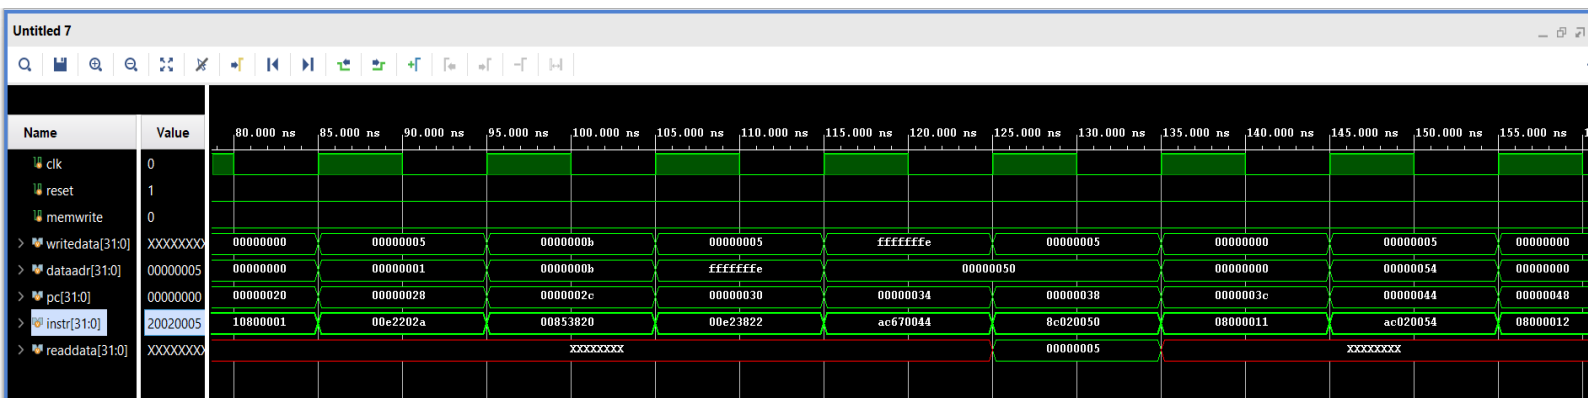 Untitled 7
Name Value 80.000 ns 85.000 ns 90.000 ns 95.000 ns 100.000 ns 105.000 ns 110.000 ns 115.000 ns 120.000 ns 125.000 ns 130.000 ns 135.000 ns 140.000 ns 145.000 ns 150.000 ns 155.000 ns
clk 0
reset 1
memwrite 0
writedata[31:0] XXXXXXXX 00000000 00000005 0000000b 00000005 fffffffe 00000005 00000000 00000005 00000000
dataadr[31:0] 00000005 00000000 00000001 0000000b fffffffe 00000050 00000000 00000054 00000000
pc[31:0] 00000000 00000020 00000028 0000002c 00000030 00000034 00000038 0000003c 00000044 00000048
instr[31:0] 20020005 10800001 00e2202a 00853820 00e23822 ac670044 8c020050 08000011 ac020054 08000012
readdata[31:0] XXXXXXXX XXXXXXXX 00000005 XXXXXXXX